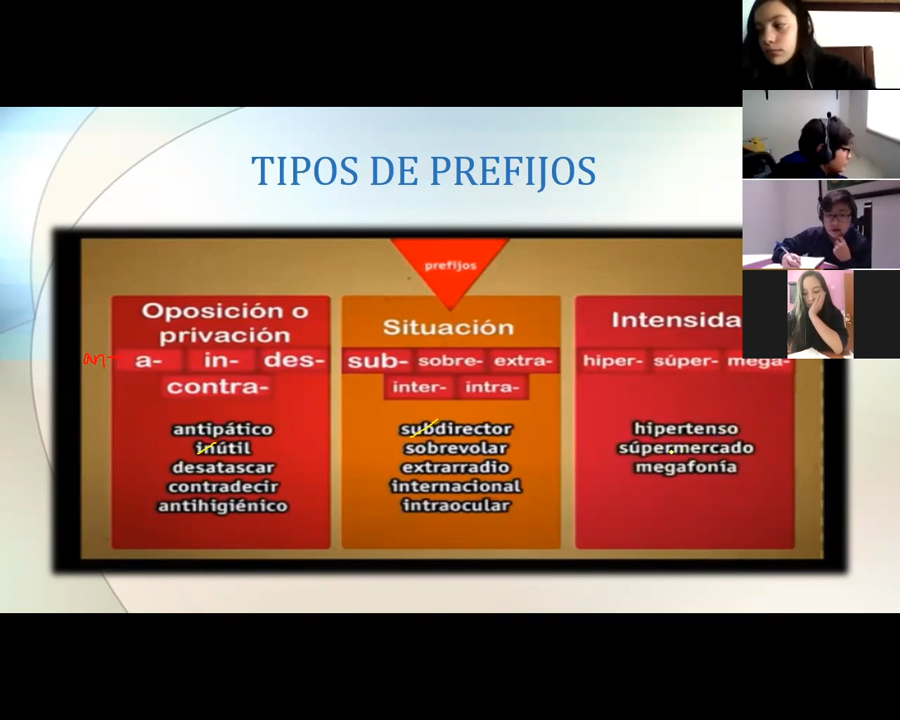 TIPOS DE PREFIJOS
prefijos
Oposición o
privación
an- a- in- des-
contra-
antipático
inútil
desatascar
contradecir
antihigiénico
Situación
sub- sobre- extra-
inter- intra-
subdirector
sobrevolar
extrarradio
internacional
intraocular
Intensida
hiper- súper- mega-
hipertenso
súpermercado
megafonía